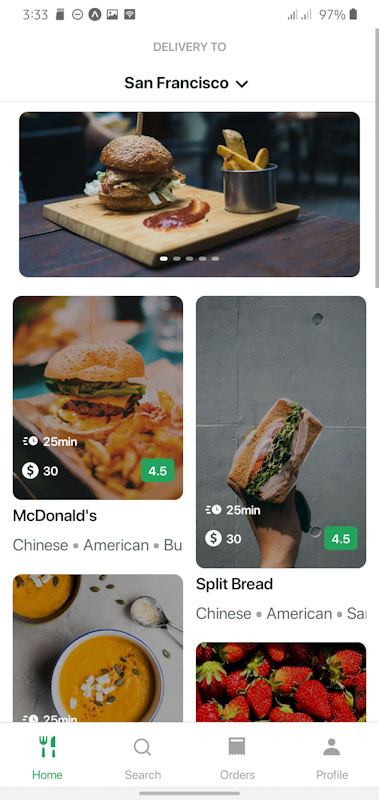 3:33
97%
DELIVERY TO
San Francisco
25min
$ 30
4.5
McDonald's
Chinese • American • Bu
25min
$ 30
4.5
Split Bread
Chinese • American • Sa
25min
Home
Search
Orders
Profile